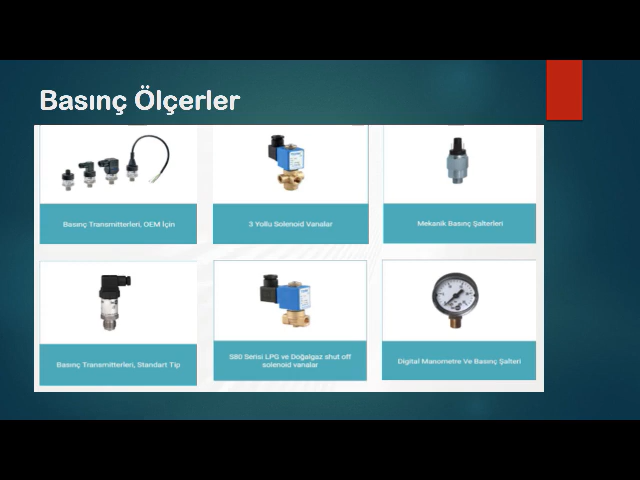 Basınç Ölçerler
Basınç Transmitterleri, OEM İçin
3 Yollu Solenoid Vanalar
Mekanik Basınç Şalterleri
Basınç Transmitterleri, Standart Tip
S80 Serisi LPG ve Doğalgaz shut off
solenoid vanalar
Digital Manometre Ve Basınç Şalteri